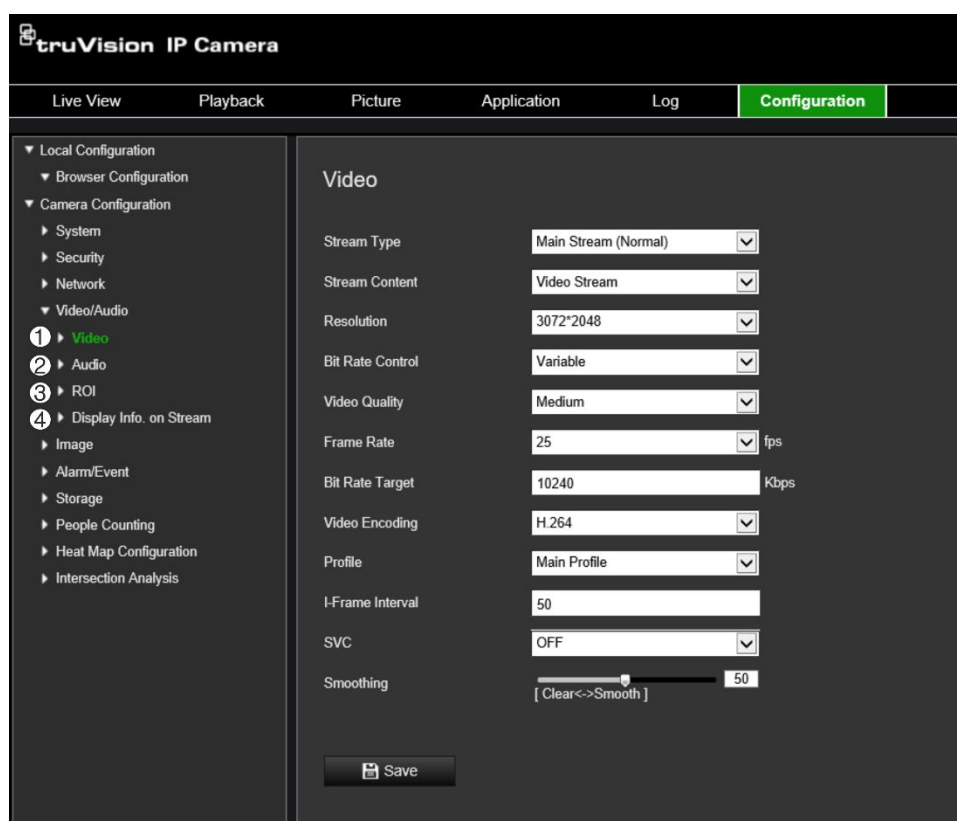 truVision IP Camera
Live View Playback Picture Application Log Configuration
Local Configuration
Browser Configuration
Camera Configuration
System
Security
Network
Video/Audio
1 Video
2 Audio
3 ROI
4 Display Info. on Stream
Image
Alarm/Event
Storage
People Counting
Heat Map Configuration
Intersection Analysis
Video
Stream Type Main Stream (Normal)
Stream Content Video Stream
Resolution 3072*2048
Bit Rate Control Variable
Video Quality Medium
Frame Rate 25 fps
Bit Rate Target 10240 Kbps
Video Encoding H.264
Profile Main Profile
I-Frame Interval 50
SVC OFF
Smoothing 50
[ Clear<->Smooth ]
Save